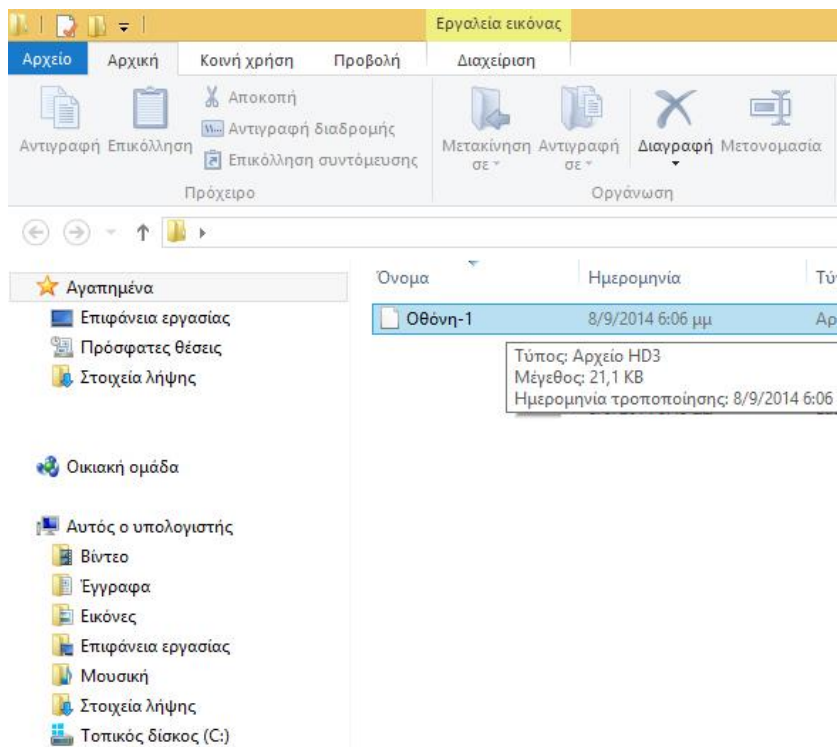 Εργαλεία εικόνας
Αρχείο Αρχική Κοινή χρήση Προβολή Διαχείριση
Αντιγραφή Επικόλληση
Αποκοπή
Αντιγραφή διαδρομής
Επικόλληση συντόμευσης
Πρόχειρο
Μετακίνηση σε
Αντιγραφή σε
Διαγραφή Μετονομασία
Οργάνωση
Αγαπημένα
Επιφάνεια εργασίας
Πρόσφατες θέσεις
Στοιχεία λήψης
Οικιακή ομάδα
Αυτός ο υπολογιστής
Βίντεο
Έγγραφα
Εικόνες
Επιφάνεια εργασίας
Μουσική
Στοιχεία λήψης
Τοπικός δίσκος (C:)
Όνομα Ημερομηνία
Οθόνη-1 8/9/2014 6:06 μμ
Τύπος: Αρχείο HD3
Μέγεθος: 21,1 KB
Ημερομηνία τροποποίησης: 8/9/2014 6:06